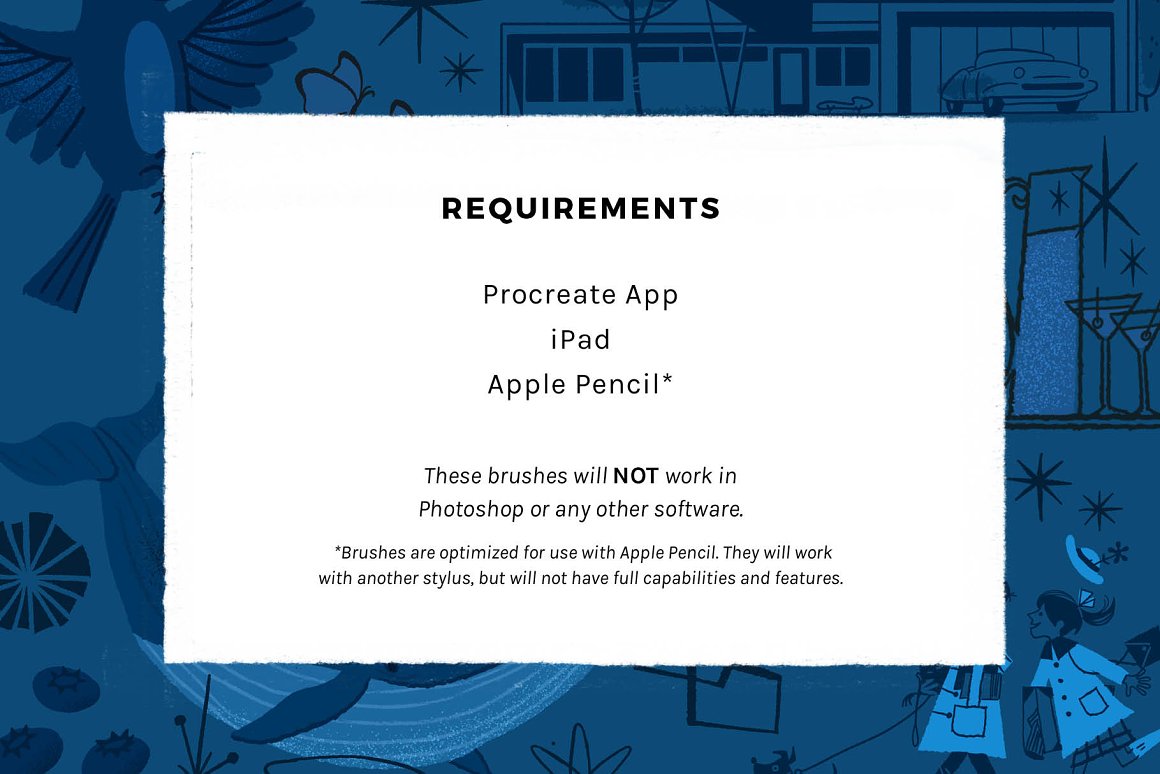 REQUIREMENTS
Procreate App
iPad
Apple Pencil*
These brushes will NOT work in
Photoshop or any other software.
*Brushes are optimized for use with Apple Pencil. They will work
with another stylus, but will not have full capabilities and features.